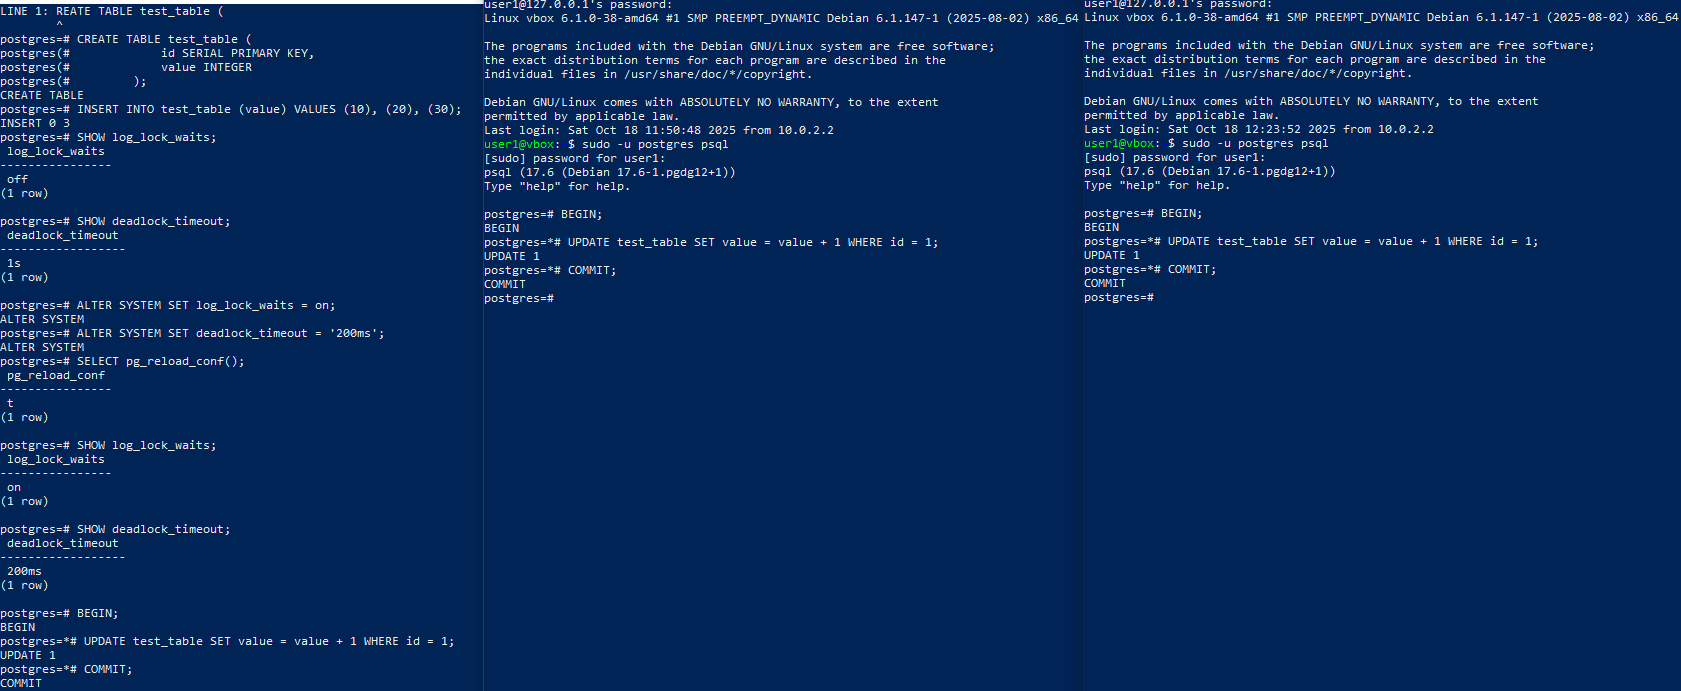 LINE 1: REATE TABLE test_table (
        ^
postgres=# CREATE TABLE test_table (
postgres(#             id SERIAL PRIMARY KEY,
postgres(#             value INTEGER
postgres(#         );
CREATE TABLE
postgres=# INSERT INTO test_table (value) VALUES (10), (20), (30);
INSERT 0 3
postgres=# SHOW log_lock_waits;
 log_lock_waits
----------------
 off
(1 row)

postgres=# SHOW deadlock_timeout;
 deadlock_timeout
------------------
 1s
(1 row)

postgres=# ALTER SYSTEM SET log_lock_waits = on;
ALTER SYSTEM
postgres=# ALTER SYSTEM SET deadlock_timeout = '200ms';
ALTER SYSTEM
postgres=# SELECT pg_reload_conf();
 pg_reload_conf
----------------
 t
(1 row)

postgres=# SHOW log_lock_waits;
 log_lock_waits
----------------
 on
(1 row)

postgres=# SHOW deadlock_timeout;
 deadlock_timeout
------------------
 200ms
(1 row)

postgres=# BEGIN;
BEGIN
postgres=*# UPDATE test_table SET value = value + 1 WHERE id = 1;
UPDATE 1
postgres=*# COMMIT;
COMMIT
user1@127.0.0.1's password:
Linux vbox 6.1.0-38-amd64 #1 SMP PREEMPT_DYNAMIC Debian 6.1.147-1 (2025-08-02) x86_64

The programs included with the Debian GNU/Linux system are free software;
the exact distribution terms for each program are described in the
individual files in /usr/share/doc/*/copyright.

Debian GNU/Linux comes with ABSOLUTELY NO WARRANTY, to the extent
permitted by applicable law.
Last login: Sat Oct 18 11:50:48 2025 from 10.0.2.2
user1@vbox: $ sudo -u postgres psql
[sudo] password for user1:
psql (17.6 (Debian 17.6-1.pgdg12+1))
Type "help" for help.

postgres=# BEGIN;
BEGIN
postgres=*# UPDATE test_table SET value = value + 1 WHERE id = 1;
UPDATE 1
postgres=*# COMMIT;
COMMIT
postgres=#
user1@127.0.0.1's password:
Linux vbox 6.1.0-38-amd64 #1 SMP PREEMPT_DYNAMIC Debian 6.1.147-1 (2025-08-02) x86_64

The programs included with the Debian GNU/Linux system are free software;
the exact distribution terms for each program are described in the
individual files in /usr/share/doc/*/copyright.

Debian GNU/Linux comes with ABSOLUTELY NO WARRANTY, to the extent
permitted by applicable law.
Last login: Sat Oct 18 12:23:52 2025 from 10.0.2.2
user1@vbox: $ sudo -u postgres psql
[sudo] password for user1:
psql (17.6 (Debian 17.6-1.pgdg12+1))
Type "help" for help.

postgres=# BEGIN;
BEGIN
postgres=*# UPDATE test_table SET value = value + 1 WHERE id = 1;
UPDATE 1
postgres=*# COMMIT;
COMMIT
postgres=#